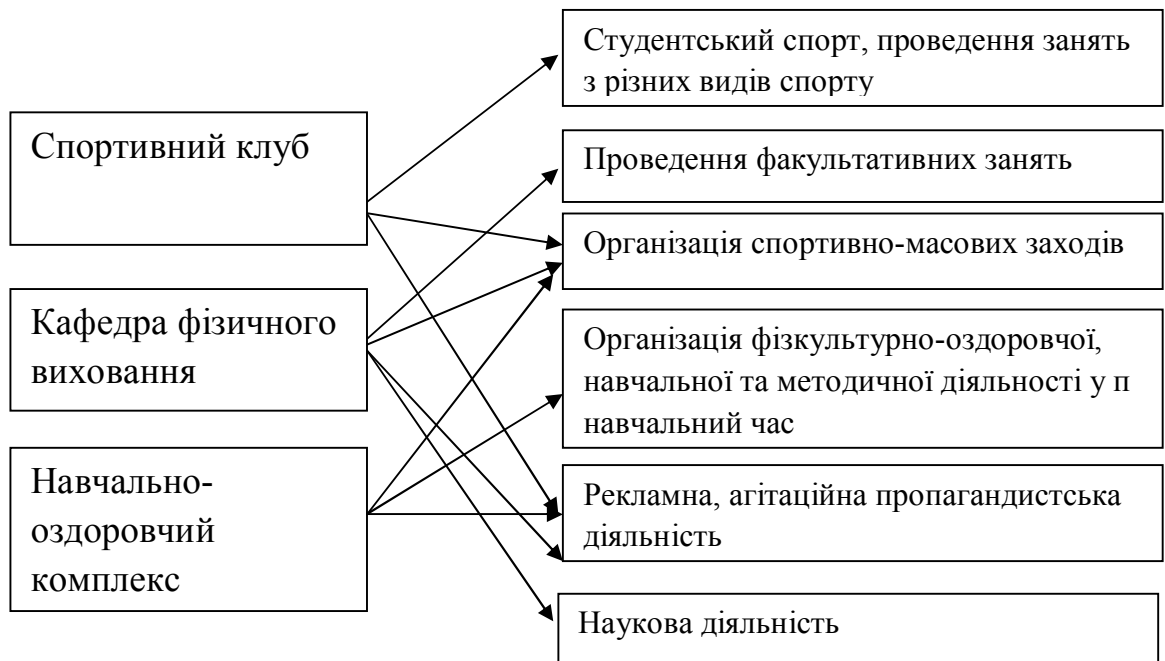 Спортивний клуб
Кафедра фізичного
виховання
Навчально-
оздоровчий
комплекс
Студентський спорт, проведення занять
з різних видів спорту
Проведення факультативних занять
Організація спортивно-масових заходів
Організація фізкультурно-оздоровчої,
навчальної та методичної діяльності у п
навчальний час
Рекламна, агітаційна пропагандистська
діяльність
Наукова діяльність